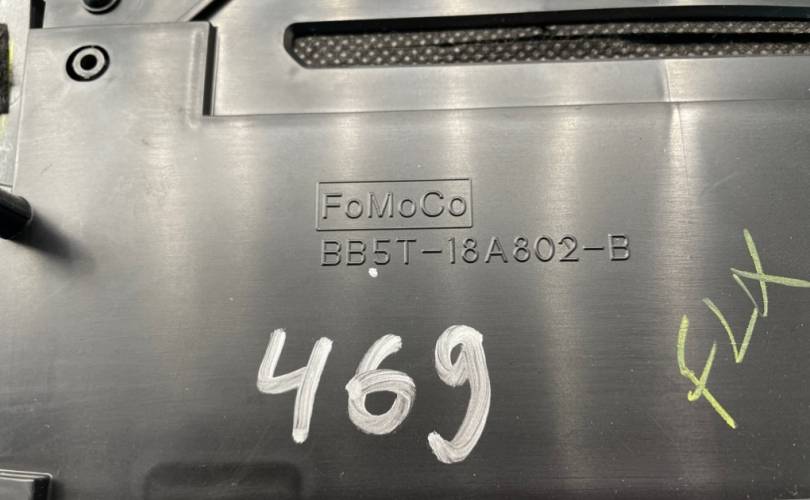 FoMoCo
BB5T-18A802-B
469
FLX